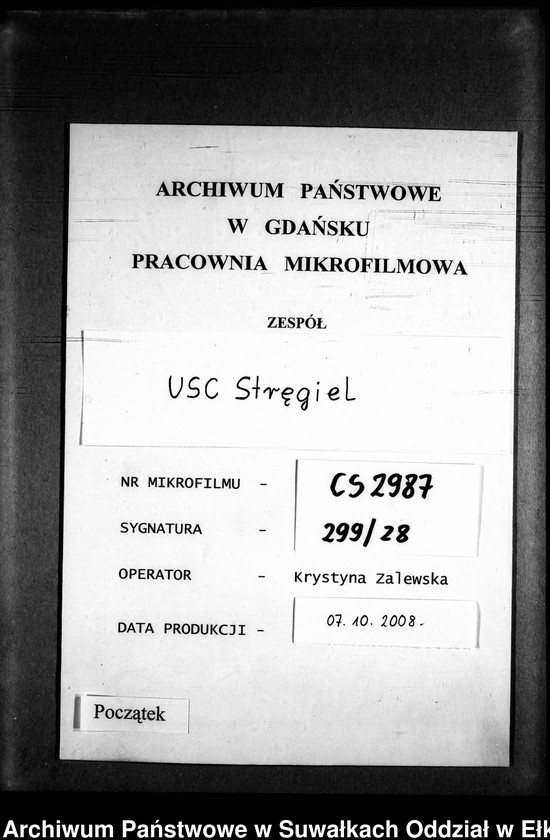 ARCHIWUM PAŃSTWOWE
W GDAŃSKU
PRACOWNIA MIKROFILMOWA
ZESPÓŁ
USC Stręgiel
NR MIKROFILMU - CS 2987
SYGNATURA - 299/28
OPERATOR - Krystyna Zalewska
DATA PRODUKCJI - 07.10.2008.
Początek
Archiwum Państwowe w Suwałkach Oddział w Ełk